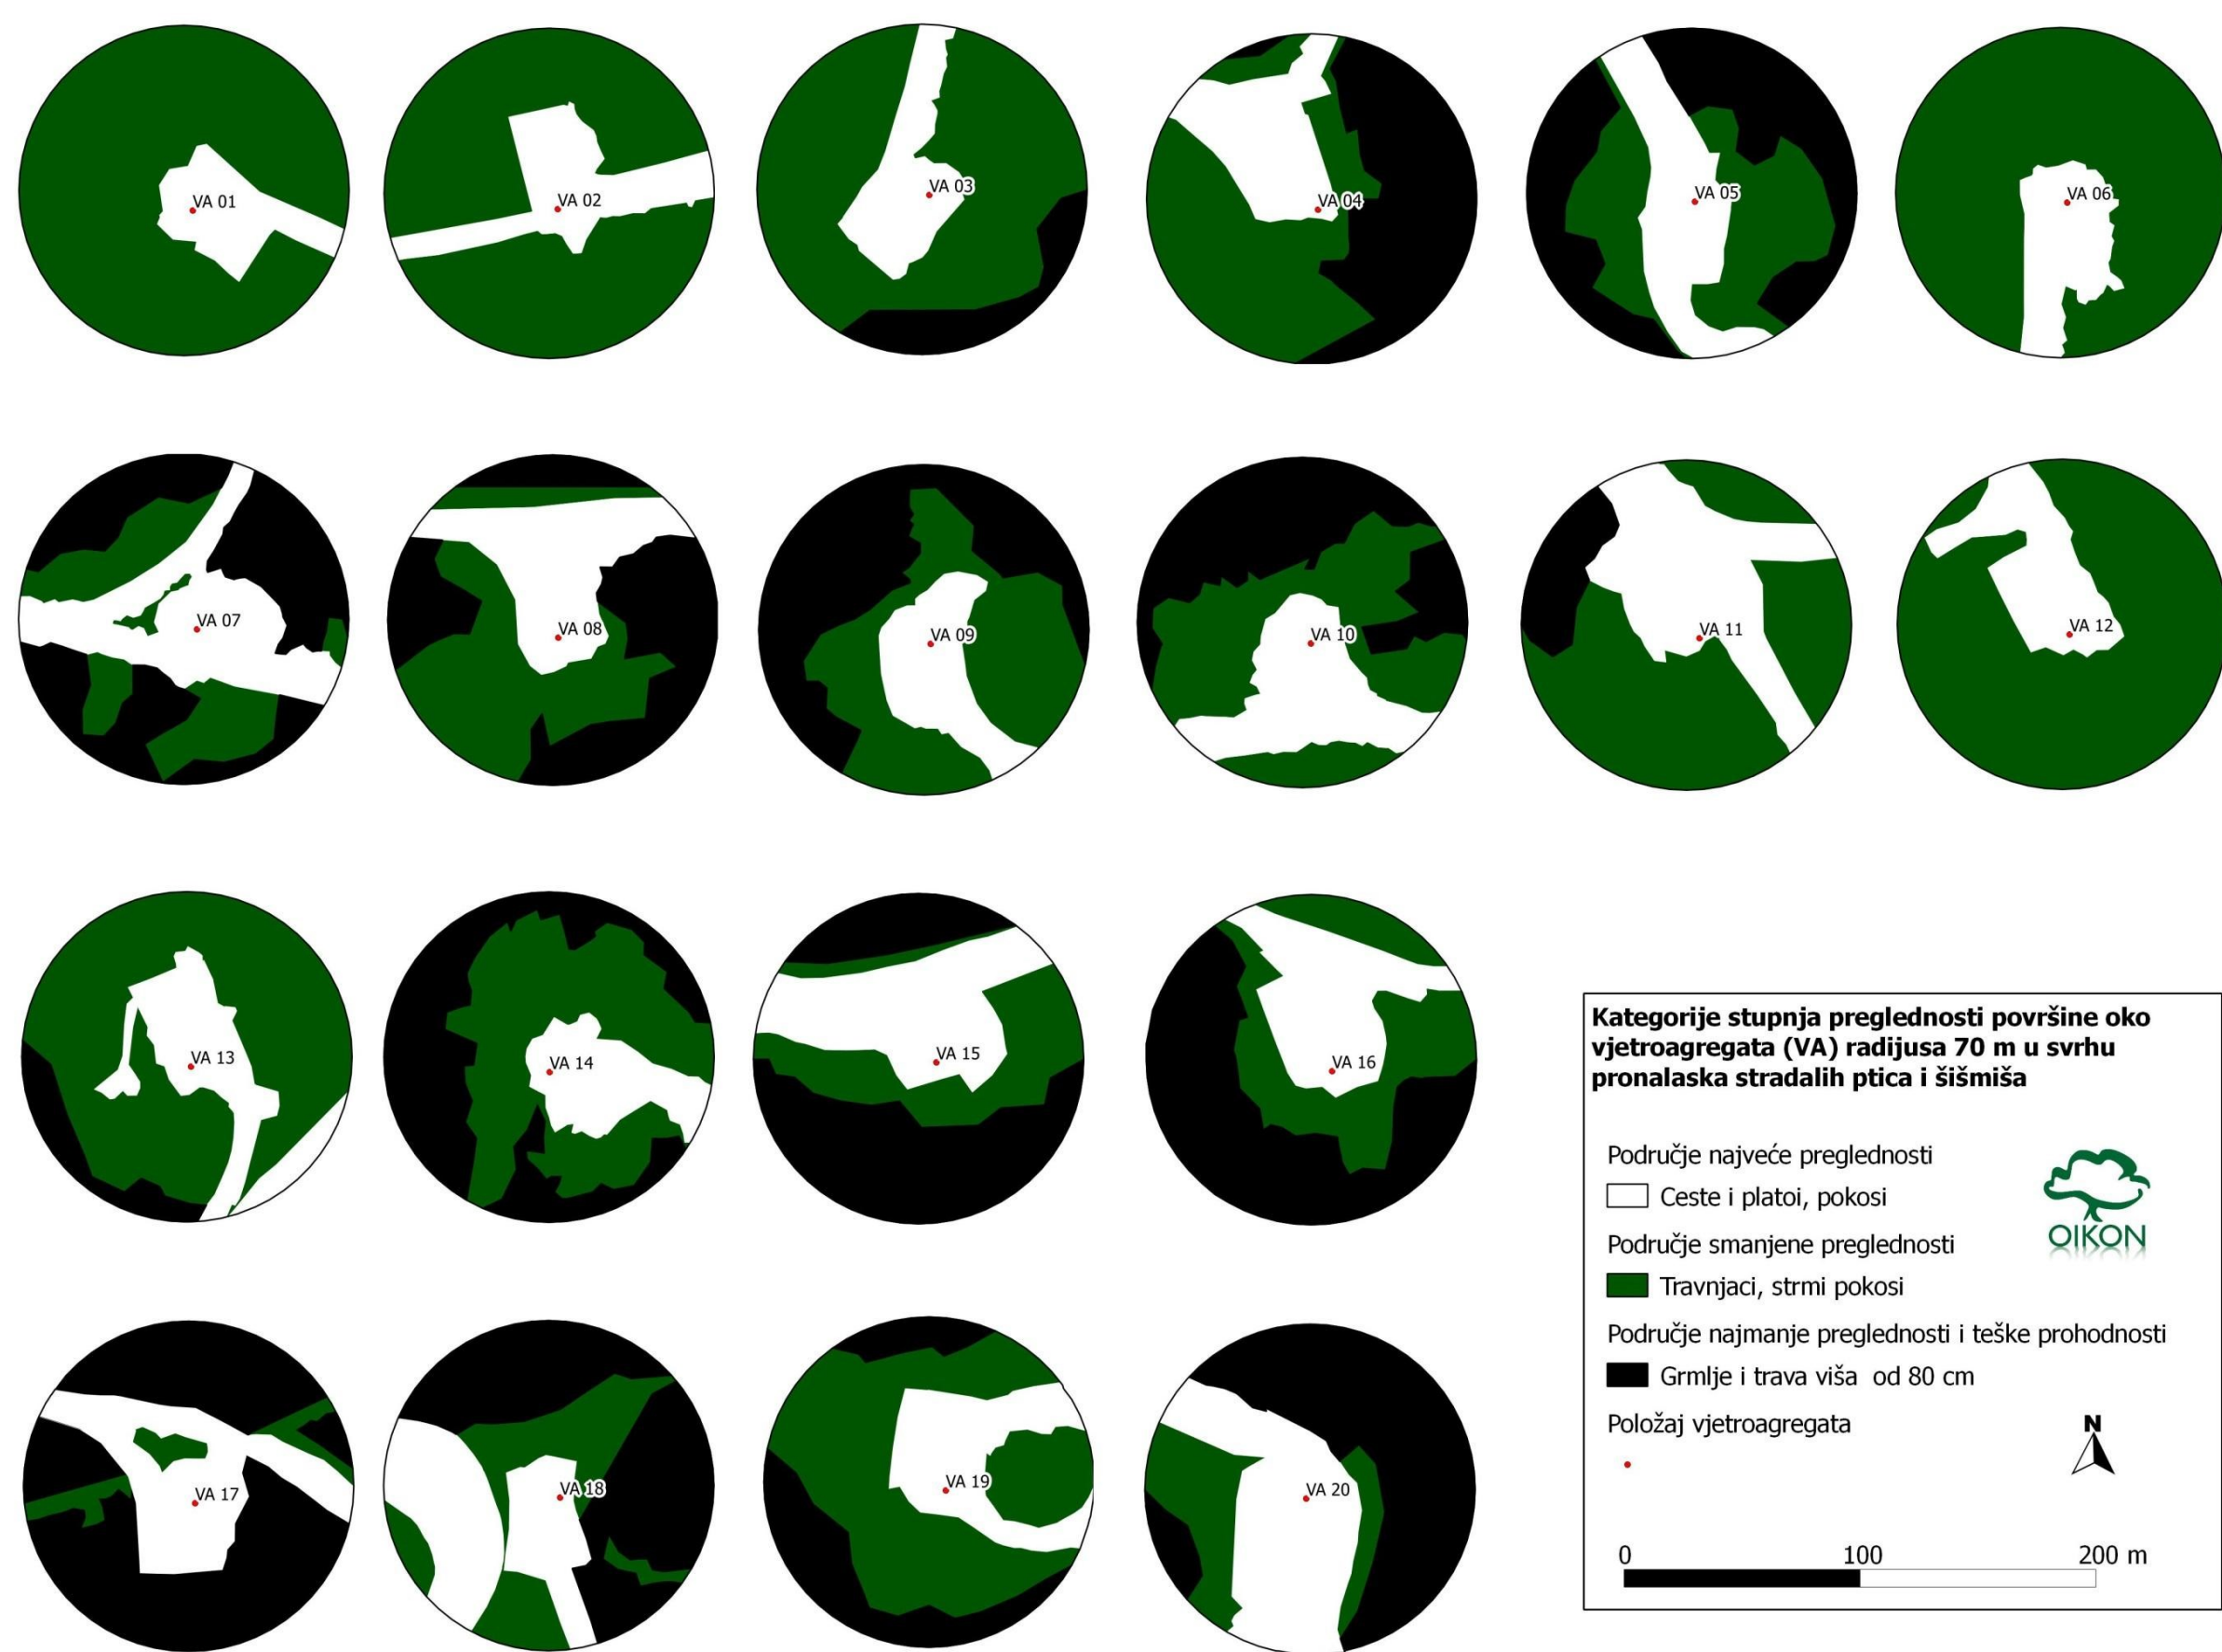 VA 01
VA 02
VA 03
VA 04
VA 05
VA 06
VA 07
VA 08
VA 09
VA 10
VA 11
VA 12
VA 13
VA 14
VA 15
VA 16
VA 17
VA 18
VA 19
VA 20
Kategorije stupnja preglednosti površine oko
vjetroagregata (VA) radijusa 70 m u svrhu
pronalaska stradalih ptica i šišmiša
Područje najveće preglednosti
Ceste i platoi, pokosi
Područje smanjene preglednosti
OIKON
Travnjaci, strmi pokosi
Područje najmanje preglednosti i teške prohodnosti
Grmlje i trava viša od 80 cm
Položaj vjetroagregata
N
0 100 200 m